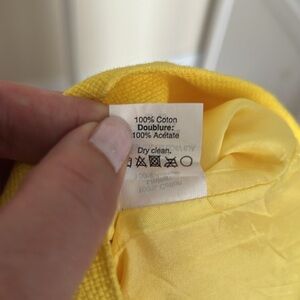 100% Coton
Doublure:
100% Acétate
Dry clean.